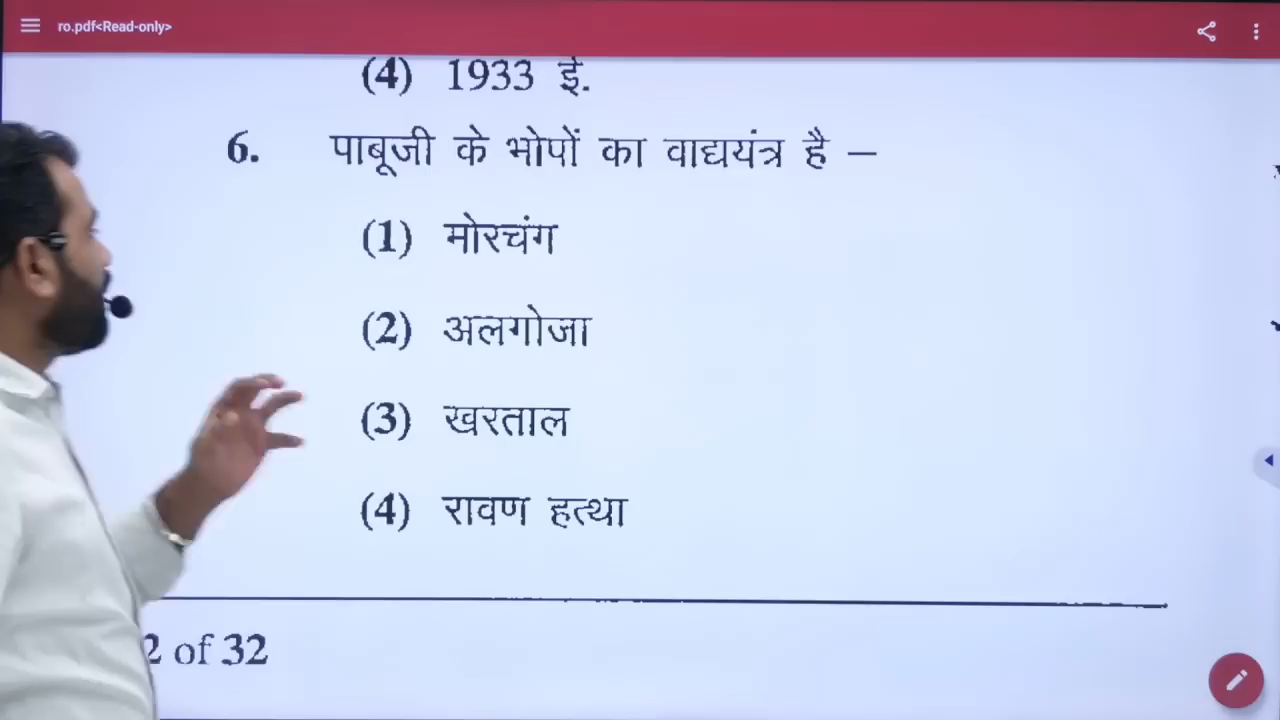 ro.pdf<Read-only>
(4) 1933 ई.
6. पाबूजी के भोपों का वाद्ययंत्र है –
(1) मोरचंग
(2) अलगोजा
(3) खरताल
(4) रावण हत्था
2 of 32